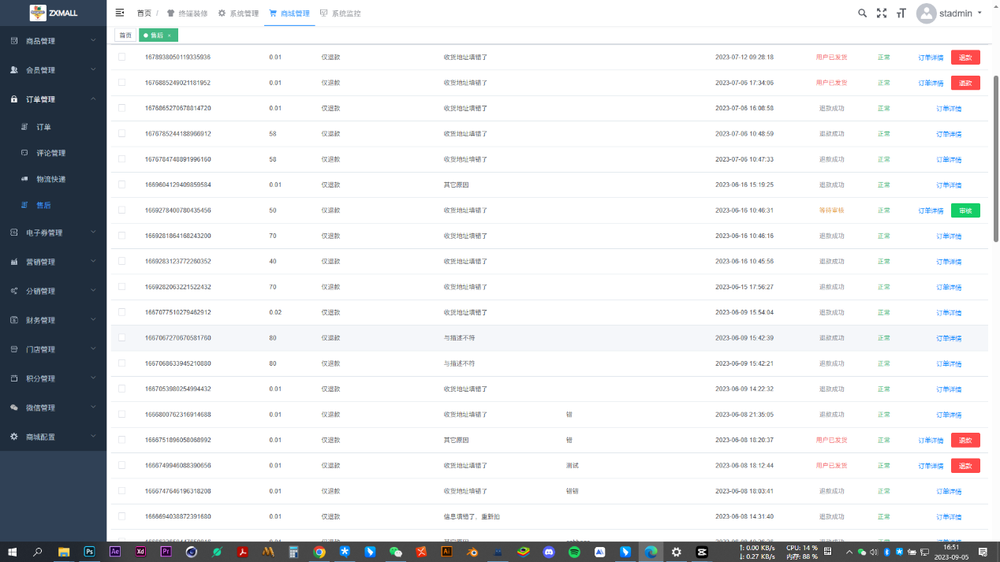 ZXMALL
首页 / 终端装修 系统管理 商城管理 系统监控
stadmin
首页 售后 ×
商品管理
会员管理
订单管理
订单
评论管理
物流快递
售后
电子券管理
营销管理
分销管理
财务管理
门店管理
积分管理
微信管理
商城配置
1678938050119335936 0.01 仅退款 收货地址填错了 2023-07-12 09:28:18 用户已发货 正常 订单详情 退款
1676885249021181952 0.01 仅退款 收货地址填错了 2023-07-06 17:34:06 用户已发货 正常 订单详情 退款
1676865270678814720 0.01 仅退款 收货地址填错了 2023-07-06 16:08:58 退款成功 正常 订单详情
1676785244188966912 58 仅退款 收货地址填错了 2023-07-06 10:48:59 退款成功 正常 订单详情
1676784748891996160 58 仅退款 收货地址填错了 2023-07-06 10:47:33 退款成功 正常 订单详情
1669604129409859584 0.01 仅退款 其它原因 2023-06-16 15:19:25 退款成功 正常 订单详情
1669278400780435456 50 仅退款 收货地址填错了 2023-06-16 10:46:31 等待审核 正常 订单详情 审核
1669281864168243200 70 仅退款 收货地址填错了 2023-06-16 10:46:16 退款成功 正常 订单详情
1669283123772260352 40 仅退款 收货地址填错了 2023-06-16 10:45:56 退款成功 正常 订单详情
1669282063221522432 70 仅退款 收货地址填错了 2023-06-15 17:56:27 退款成功 正常 订单详情
1667077510279462912 0.02 仅退款 收货地址填错了 2023-06-09 15:54:04 退款成功 正常 订单详情
1667067270670581760 80 仅退款 与描述不符 2023-06-09 15:42:39 退款成功 正常 订单详情
1667068633945210880 80 仅退款 与描述不符 2023-06-09 15:42:21 退款成功 正常 订单详情
1667053980254994432 0.01 仅退款 收货地址填错了 2023-06-09 14:22:32 退款成功 正常 订单详情
1666800762316914688 0.01 仅退款 收货地址填错了 错 2023-06-08 21:35:05 退款成功 正常 订单详情
1666751896058068992 0.01 仅退款 其它原因 错 2023-06-08 18:20:37 用户已发货 正常 订单详情 退款
1666749946088390656 0.01 仅退款 收货地址填错了 测试 2023-06-08 18:12:44 用户已发货 正常 订单详情 退款
1666747646196318208 0.01 仅退款 收货地址填错了 错错 2023-06-08 18:03:41 退款成功 正常 订单详情
1666694038872391680 0.01 仅退款 信息填错了，重新拍 2023-06-08 14:31:40 退款成功 正常 订单详情
Ps Ae Xd Pr Ai
↑: 0.00 KB/s CPU: 14 %
↓: 0.27 KB/s 内存: 88 %
16:51
2023-09-05